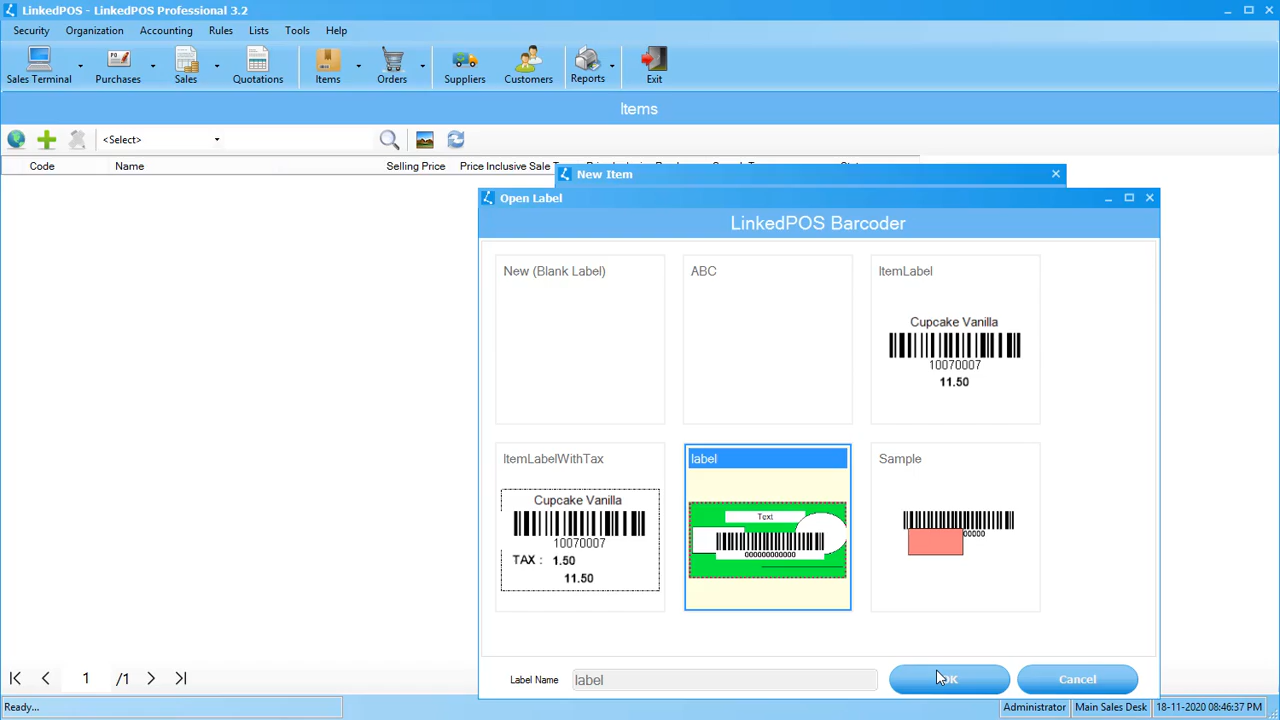 LinkedPOS - LinkedPOS Professional 3.2
Security Organization Accounting Rules Lists Tools Help
Sales Terminal Purchases Sales Quotations Items Orders Suppliers Customers Reports Exit
Items
<Select>
Code Name Selling Price Price Inclusive Sale
New Item
Open Label
LinkedPOS Barcoder
New (Blank Label) ABC ItemLabel
Cupcake Vanilla
10070007
11.50
ItemLabelWithTax label Sample
Cupcake Vanilla
10070007
TAX : 1.50
11.50
Text
000000000000
00000
Label Name label OK Cancel
1 /1
Ready... Administrator Main Sales Desk 18-11-2020 08:46:37 PM